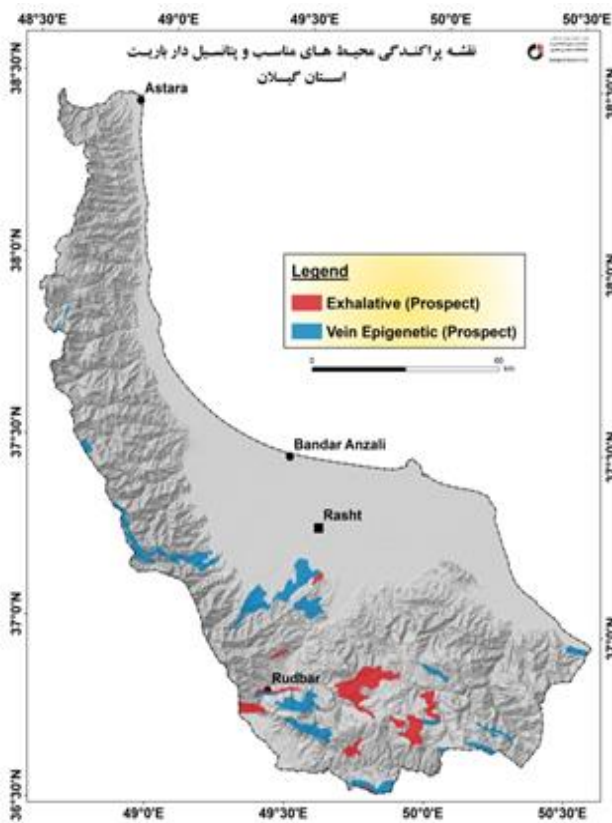 48°30'E 49°0'E 49°30'E 50°0'E 50°30'E
نقشه پراکندگی محیط های مناسب و پتانسیل دار باریت
استان گیلان
38°30'N
Astara
38°0'N
Legend
Exhalative (Prospect)
Vein Epigenetic (Prospect)
0 60
km
37°30'N
Bandar Anzali
Rasht
37°0'N
Rudbar
36°30'N
49°0'E 49°30'E 50°0'E 50°30'E